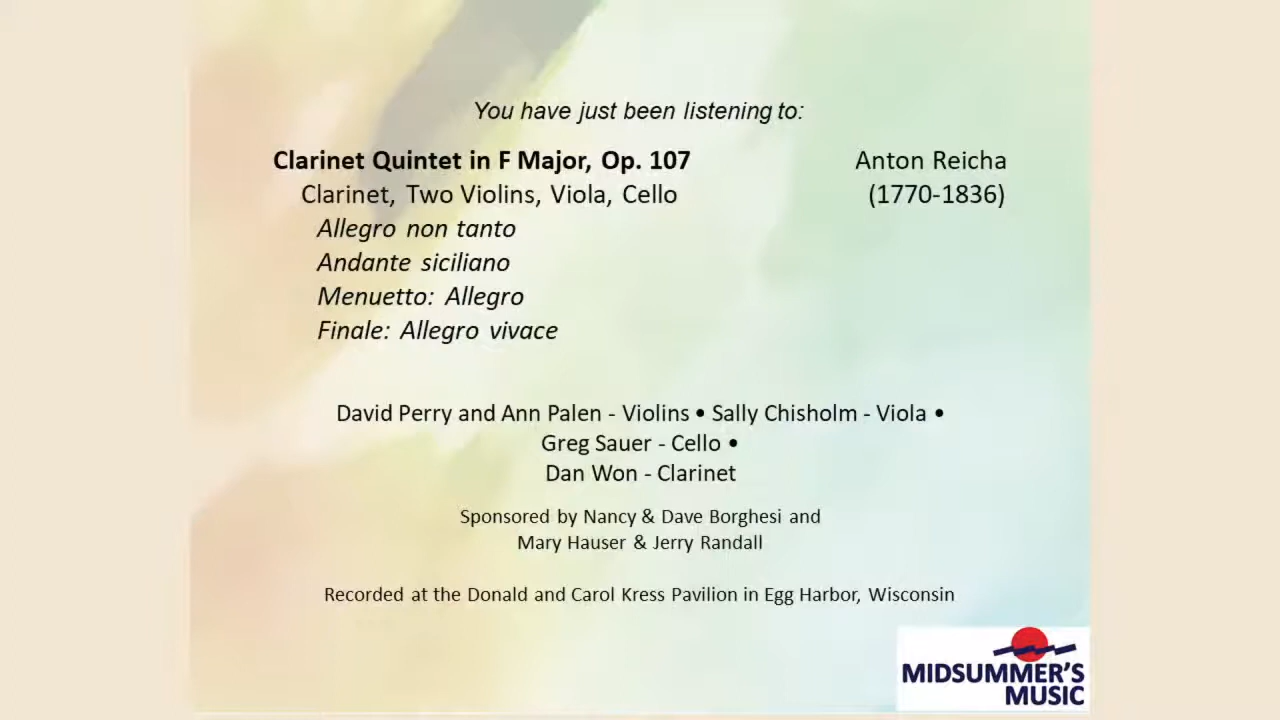 You have just been listening to:
Clarinet Quintet in F Major, Op. 107 Anton Reicha
Clarinet, Two Violins, Viola, Cello (1770-1836)
Allegro non tanto
Andante siciliano
Menuetto: Allegro
Finale: Allegro vivace
David Perry and Ann Palen - Violins • Sally Chisholm - Viola •
Greg Sauer - Cello •
Dan Won - Clarinet
Sponsored by Nancy & Dave Borghesi and
Mary Hauser & Jerry Randall
Recorded at the Donald and Carol Kress Pavilion in Egg Harbor, Wisconsin
MIDSUMMER'S
MUSIC